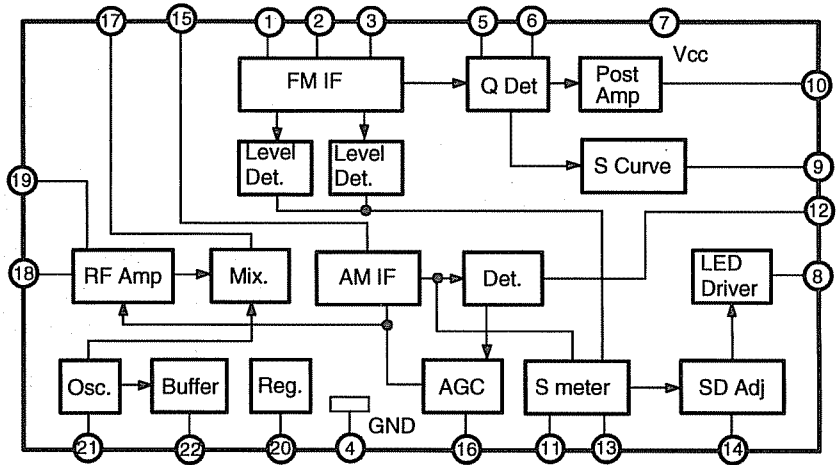 17
15
1
2
3
5
6
7
Vcc
FM IF
Q Det
Post
Amp
10
Level
Det.
Level
Det.
S Curve
9
19
12
18
RF Amp
Mix.
AM IF
Det.
LED
Driver
8
Osc.
Buffer
Reg.
AGC
S meter
SD Adj
GND
21
22
20
4
16
11
13
14